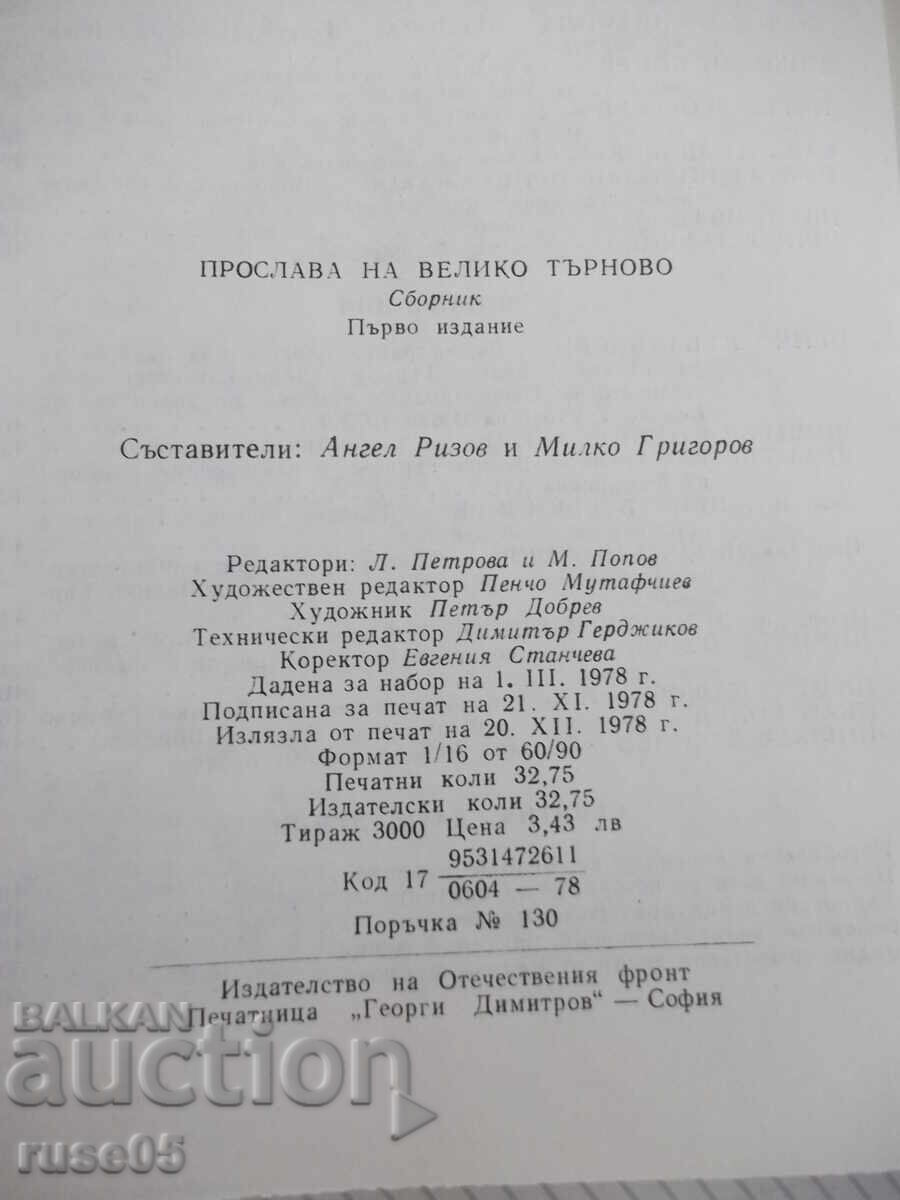 ПРОСЛАВА НА ВЕЛИКО ТЪРНОВО
Сборник
Първо издание
Съставители: Ангел Ризов и Милко Григоров
Редактори: Л. Петрова и М. Попов
Художествен редактор Пенчо Мутафчиев
Художник Петър Добрев
Технически редактор Димитър Герджиков
Коректор Евгения Станчева
Дадена за набор на 1. III. 1978 г.
Подписана за печат на 21. XI. 1978 г.
Излязла от печат на 20. XII. 1978 г.
Формат 1/16 от 60/90
Печатни коли 32,75
Издателски коли 32,75
Тираж 3000 Цена 3,43 лв
Код 17 9531472611
0604 — 78
Поръчка № 130
Издателство на Отечествения фронт
Печатница „Георги Димитров“ — София
BALKAN
auction
ruse05